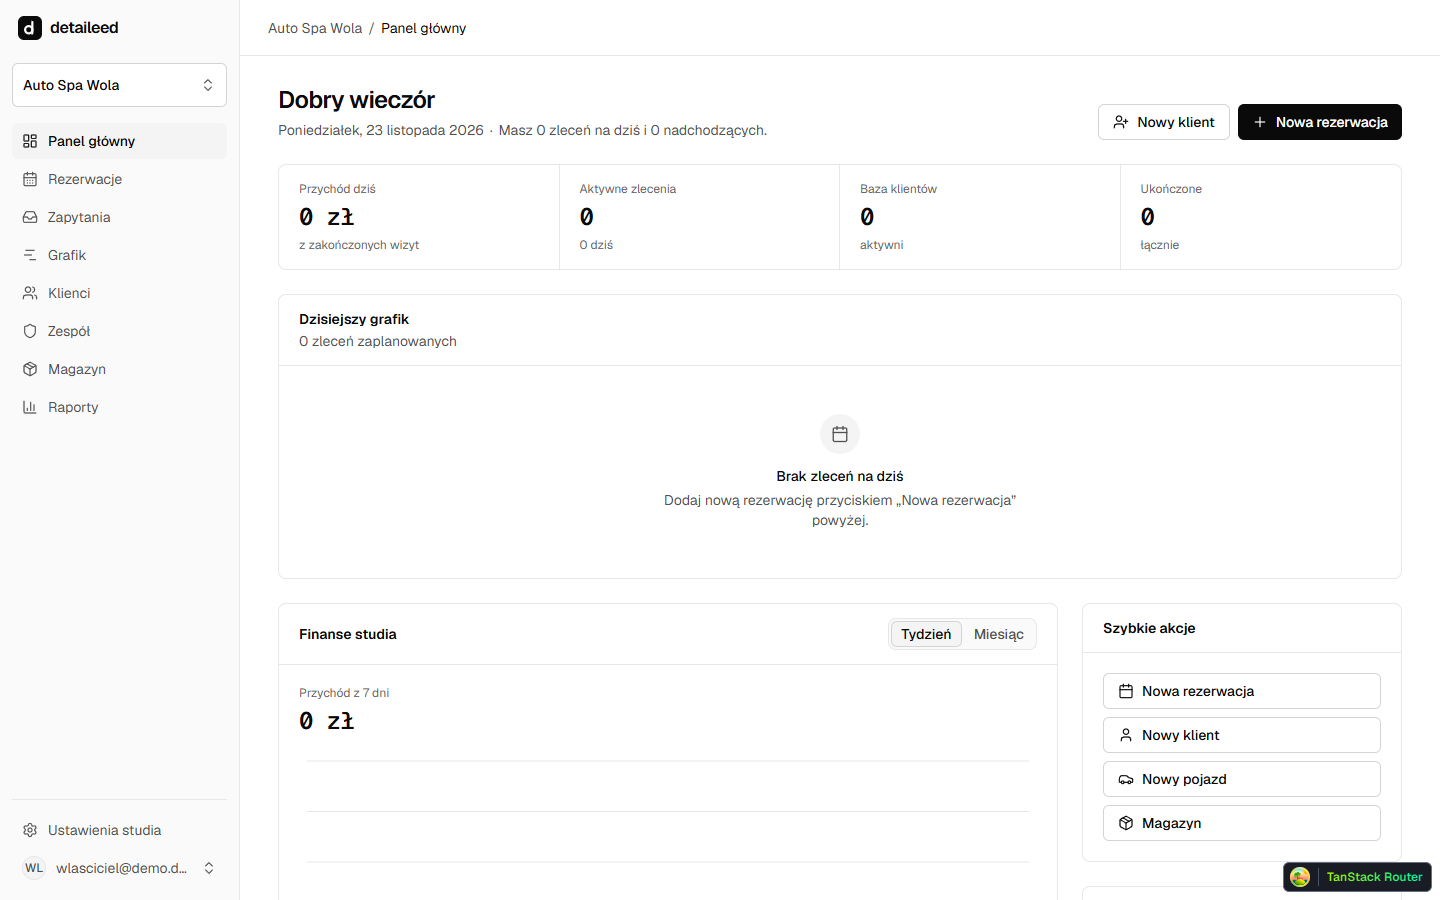 detaileed
Auto Spa Wola
Panel główny
Rezerwacje
Zapytania
Grafik
Klienci
Zespół
Magazyn
Raporty
Ustawienia studia
WL wlasciciel@demo.d...
Auto Spa Wola / Panel główny
Dobry wieczór
Poniedziałek, 23 listopada 2026 · Masz 0 zleceń na dziś i 0 nadchodzących.
Nowy klient
Nowa rezerwacja
Przychód dziś
0 zł
z zakończonych wizyt
Aktywne zlecenia
0
0 dziś
Baza klientów
0
aktywni
Ukończone
0
łącznie
Dzisiejszy grafik
0 zleceń zaplanowanych
Brak zleceń na dziś
Dodaj nową rezerwację przyciskiem „Nowa rezerwacja”
powyżej.
Finanse studia
Tydzień Miesiąc
Przychód z 7 dni
0 zł
Szybkie akcje
Nowa rezerwacja
Nowy klient
Nowy pojazd
Magazyn
TanStack Router